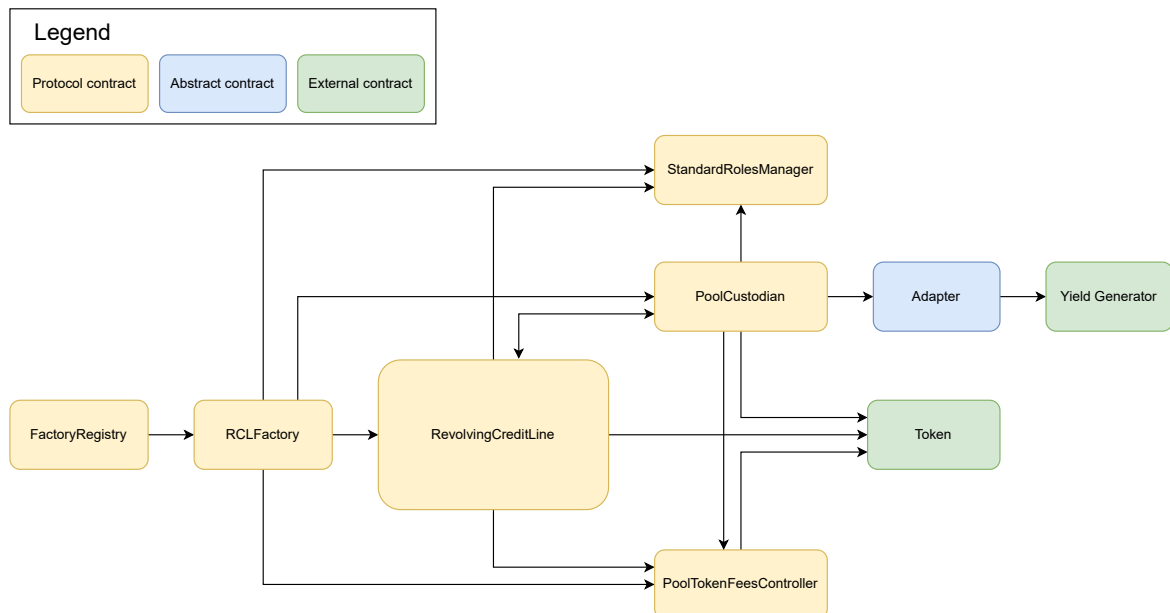 Legend
Protocol contract
Abstract contract
External contract
StandardRolesManager
PoolCustodian
Adapter
Yield Generator
FactoryRegistry
RCLFactory
RevolvingCreditLine
Token
PoolTokenFeesController